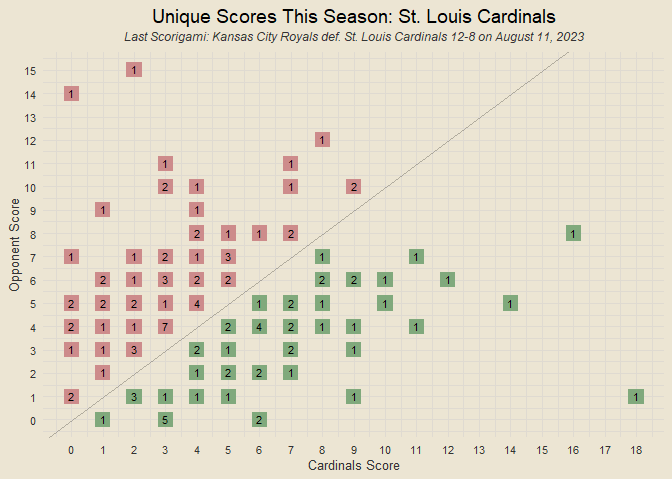 Unique Scores This Season: St. Louis Cardinals
Last Scorigami: Kansas City Royals def. St. Louis Cardinals 12-8 on August 11, 2023
15 1
14 1
13
12 1
11 1 1
10 2 1 1 2
9 1 1
8 2 1 1 2 1
7 1 1 2 1 3 1 1
6 2 1 3 2 2 2 2 1 1
5 2 2 2 1 4 1 2 1 1 1
4 2 1 1 7 2 4 2 1 1 1
3 1 1 3 2 1 2 1
2 1 1 2 2 1
1 2 3 1 1 1 1 1
0 1 5 2
0 1 2 3 4 5 6 7 8 9 10 11 12 13 14 15 16 17 18
Cardinals Score
Opponent Score